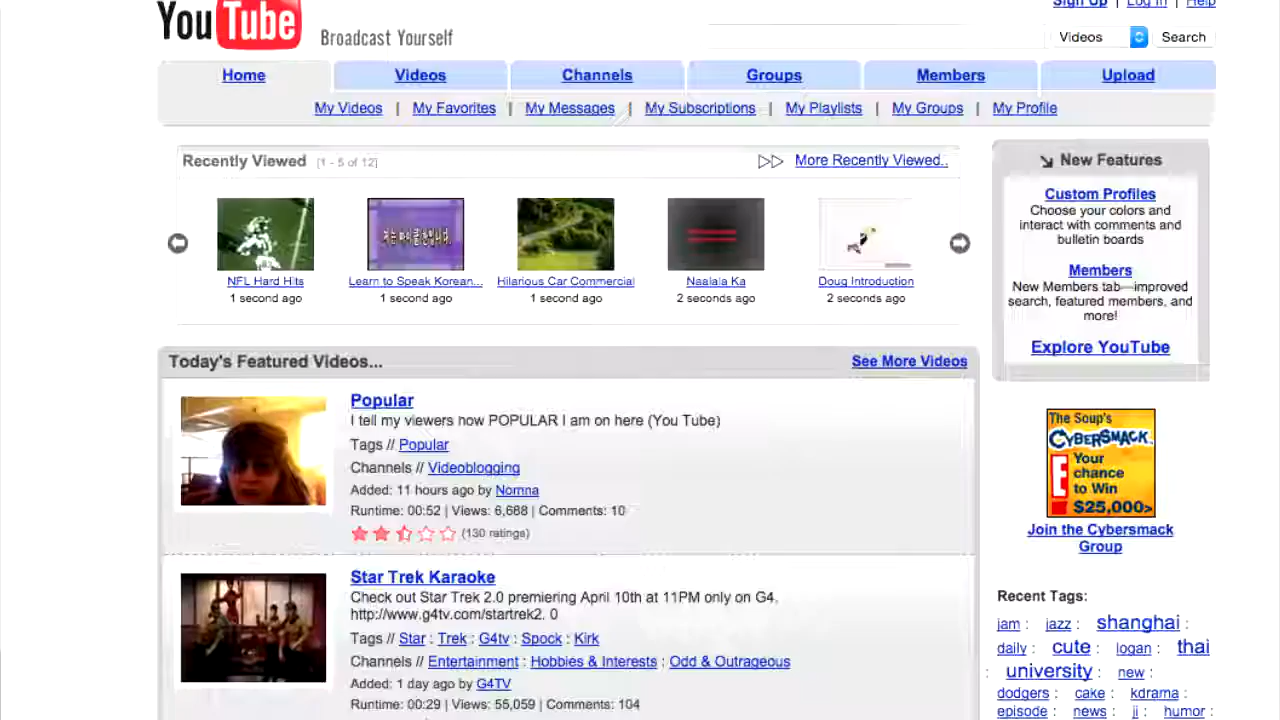 Sign Up | Log In | Help
YouTube
Broadcast Yourself
Videos
Search
Home Videos Channels Groups Members Upload
My Videos | My Favorites | My Messages | My Subscriptions | My Playlists | My Groups | My Profile
Recently Viewed [1 - 5 of 12]
More Recently Viewed..
NFL Hard Hits
1 second ago
Learn to Speak Korean...
1 second ago
Hilarious Car Commercial
1 second ago
Naalala Ka
2 seconds ago
Doug Introduction
2 seconds ago
New Features
Custom Profiles
Choose your colors and
interact with comments and
bulletin boards
Members
New Members tab—improved
search, featured members, and
more!
Explore YouTube
Today's Featured Videos...
See More Videos
Popular
I tell my viewers how POPULAR I am on here (You Tube)
Tags // Popular
Channels // Videoblogging
Added: 11 hours ago by Nornna
Runtime: 00:52 | Views: 6,688 | Comments: 10
(130 ratings)
Star Trek Karaoke
Check out Star Trek 2.0 premiering April 10th at 11PM only on G4.
http://www.g4tv.com/startrek2. 0
Tags // Star : Trek : G4tv : Spock : Kirk
Channels // Entertainment : Hobbies & Interests : Odd & Outrageous
Added: 1 day ago by G4TV
Runtime: 00:29 | Views: 55,059 | Comments: 104
The Soup's
CYBERSMACK
E
Your
chance
to Win
$25,000>
Join the Cybersmack
Group
Recent Tags:
jam : jazz : shanghai :
daily : cute : logan : thai
: university : new :
dodgers : cake : kdrama :
episode : news : ji : humor :